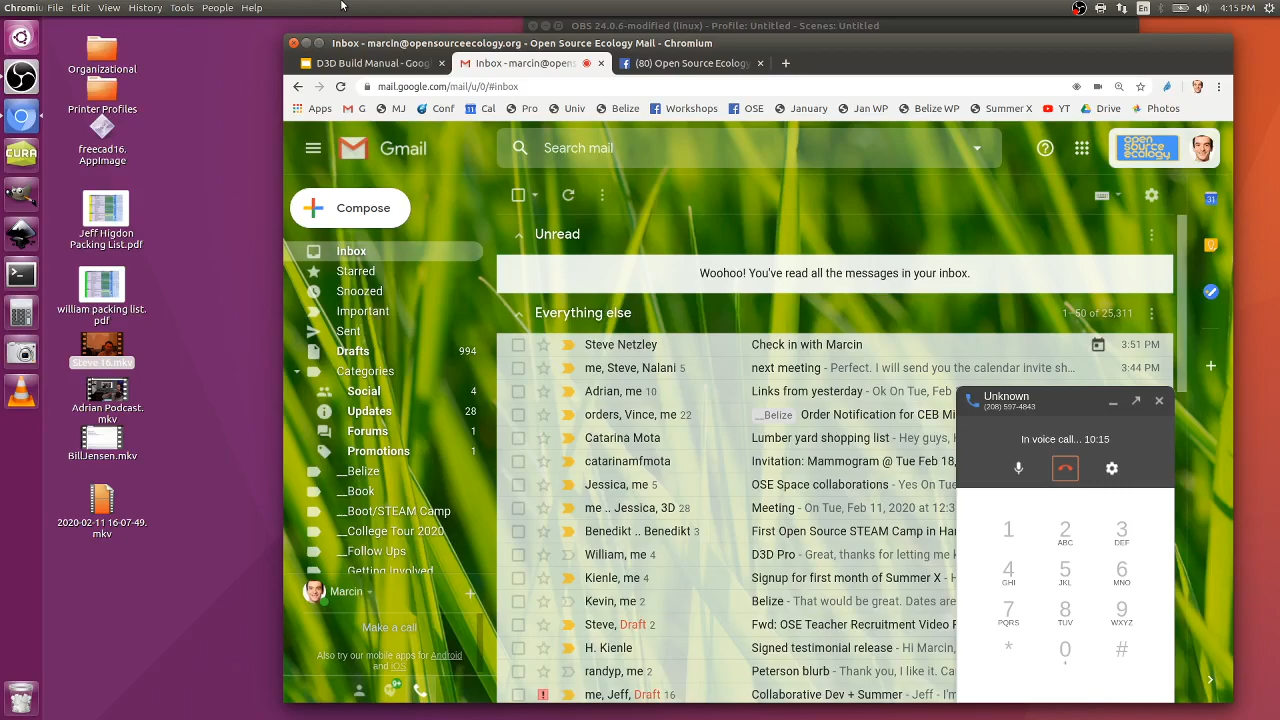 Chromiu File Edit View History Tools People Help
En 4:15 PM
OBS 24.0.6-modified (linux) - Profile: Untitled - Scenes: Untitled
Organizational
Printer Profiles
freecad16.
AppImage
Jeff Higdon
Packing List.pdf
william packing list.
pdf
Steve 16.mkv
Adrian Podcast.
mkv
BillJensen.mkv
2020-02-11 16-07-49.
mkv
CURA
Inbox - marcin@opensourceecology.org - Open Source Ecology Mail - Chromium
D3D Build Manual - Goog
Inbox - marcin@opens
(80) Open Source Ecology
mail.google.com/mail/u/0/#inbox
Apps G MJ Conf Cal Pro Univ Belize Workshops OSE January Jan WP Belize WP Summer X YT Drive Photos
Gmail
Search mail
open
source
ecology
Compose
Inbox
Starred
Snoozed
Important
Sent
Drafts 994
Categories
Social 4
Updates 28
Forums 1
Promotions 1
__Belize
__Book
__Boot/STEAM Camp
__College Tour 2020
__Follow Ups
__Getting Involved
Marcin
Make a call
Also try our mobile apps for Android
and iOS
9+
31
Unread
Woohoo! You've read all the messages in your inbox.
Everything else
1–50 of 25,311
Steve Netzley Check in with Marcin 3:51 PM
me, Steve, Nalani 5 next meeting - Perfect. I will send you the calendar invite sh… 3:44 PM
Adrian, me 10 Links from yesterday - Ok On Tue, Feb
orders, Vince, me 22 __Belize Order Notification for CEB Mi
Catarina Mota Lumber yard shopping list - Hey guys,
catarinamfmota Invitation: Mammogram @ Tue Feb 18,
Jessica, me 5 OSE Space collaborations - Yes On Tue,
me .. Jessica, 3D 28 Meeting - On Tue, Feb 11, 2020 at 12:3
Benedikt .. Benedikt 3 First Open Source STEAM Camp in Har
William, me 4 D3D Pro - Great, thanks for letting me k
Kienle, me 4 Signup for first month of Summer X -
Kevin, me 2 Belize - That would be great. Dates are
Steve, Draft 2 Fwd: OSE Teacher Recruitment Video F
H. Kienle Signed testimonial release - Hi Marcin,
randyp, me 2 Peterson blurb - Thank you, I like it. Ca
me, Jeff, Draft 16 Collaborative Dev + Summer - Jeff - I'm
Unknown
(208) 597-4843
In voice call... 10:15
1 2 3
ABC DEF
4 5 6
GHI JKL MNO
7 8 9
PQRS TUV WXYZ
* 0 #